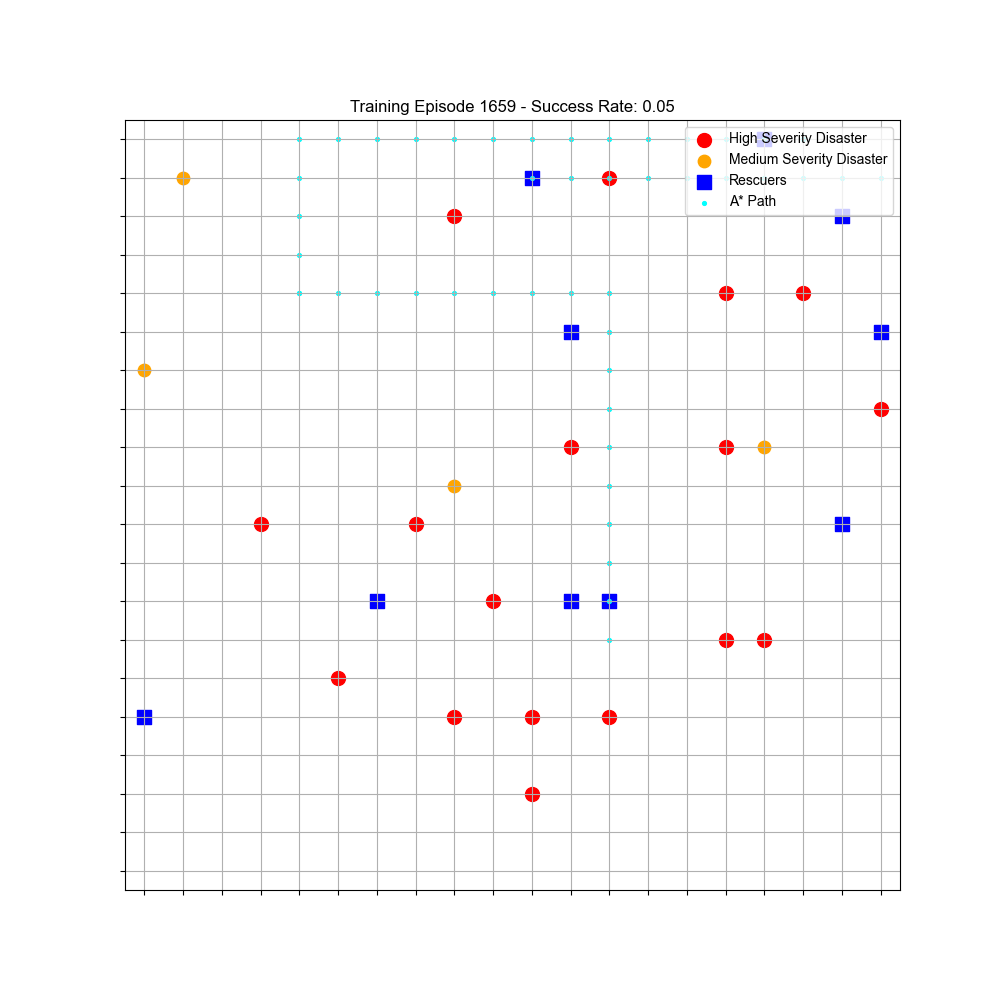 Training Episode 1659 - Success Rate: 0.05
High Severity Disaster
Medium Severity Disaster
Rescuers
A* Path